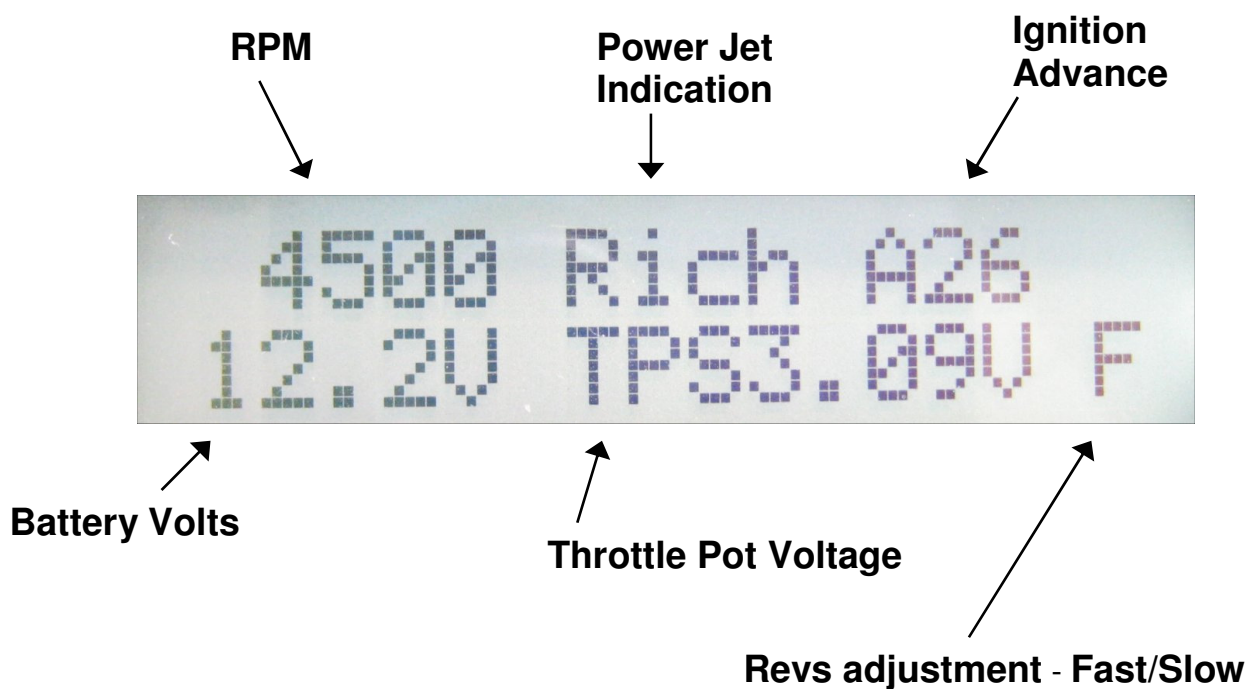 RPM
Power Jet
Indication
Ignition
Advance
4500 Rich A26
12.2V TPS3.09V F
Battery Volts
Throttle Pot Voltage
Revs adjustment - Fast/Slow